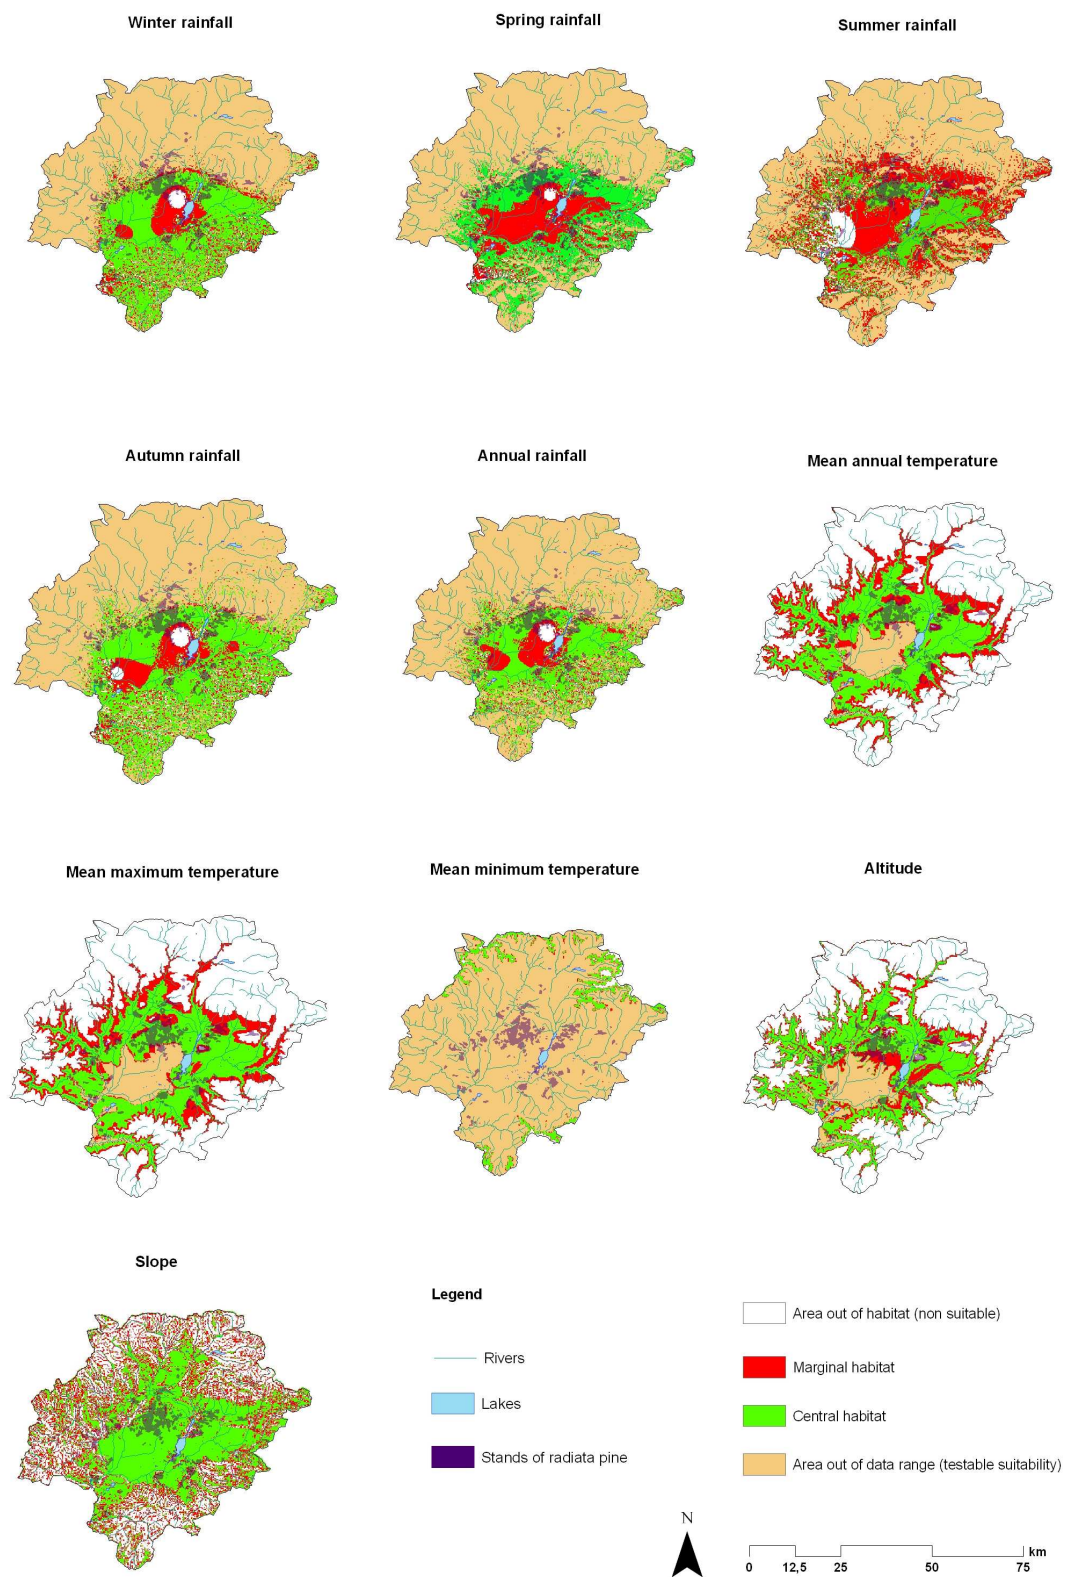 Winter rainfall
Spring rainfall
Summer rainfall
Autumn rainfall
Annual rainfall
Mean annual temperature
Mean maximum temperature
Mean minimum temperature
Altitude
Slope
Legend
Rivers
Lakes
Stands of radiata pine
Area out of habitat (non suitable)
Marginal habitat
Central habitat
Area out of data range (testable suitability)
N
km
0 12,5 25 50 75